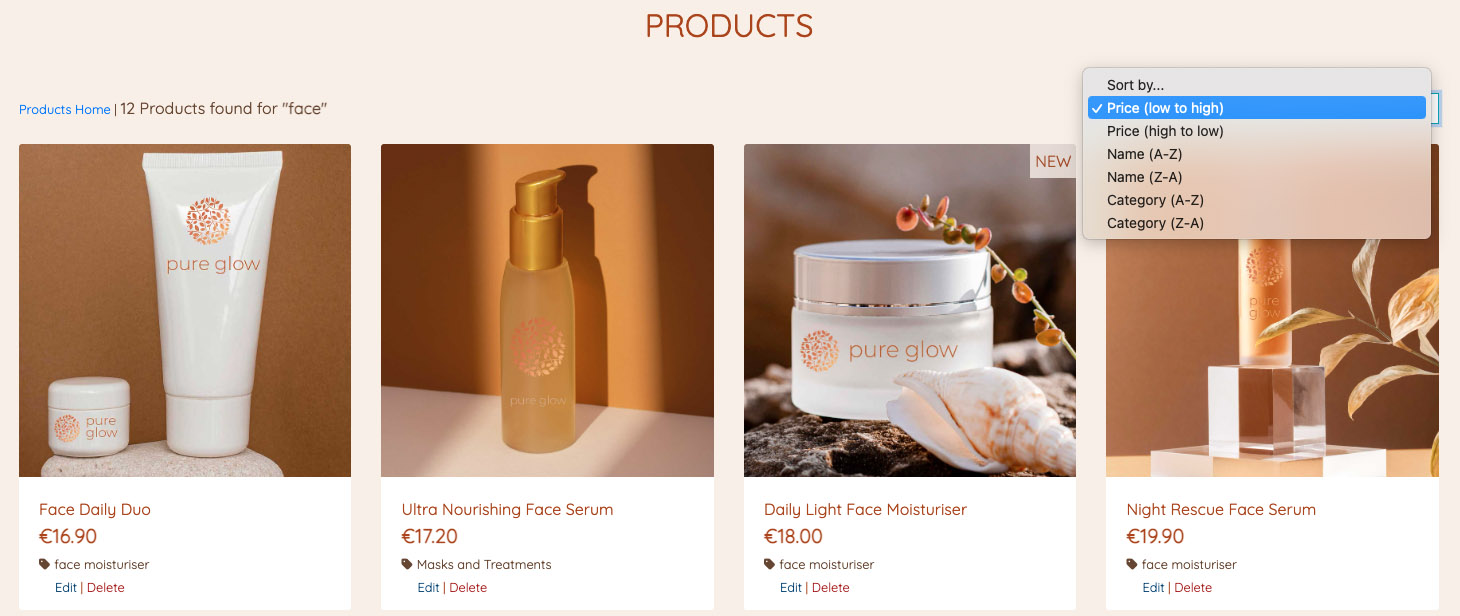 PRODUCTS
Products Home | 12 Products found for "face"
Sort by...
✓ Price (low to high)
Price (high to low)
Name (A-Z)
Name (Z-A)
Category (A-Z)
Category (Z-A)
pure glow
pure
glow
pure glow
NEW
pure glow
pure
glow
Face Daily Duo
€16.90
face moisturiser
Edit | Delete
Ultra Nourishing Face Serum
€17.20
Masks and Treatments
Edit | Delete
Daily Light Face Moisturiser
€18.00
face moisturiser
Edit | Delete
Night Rescue Face Serum
€19.90
face moisturiser
Edit | Delete